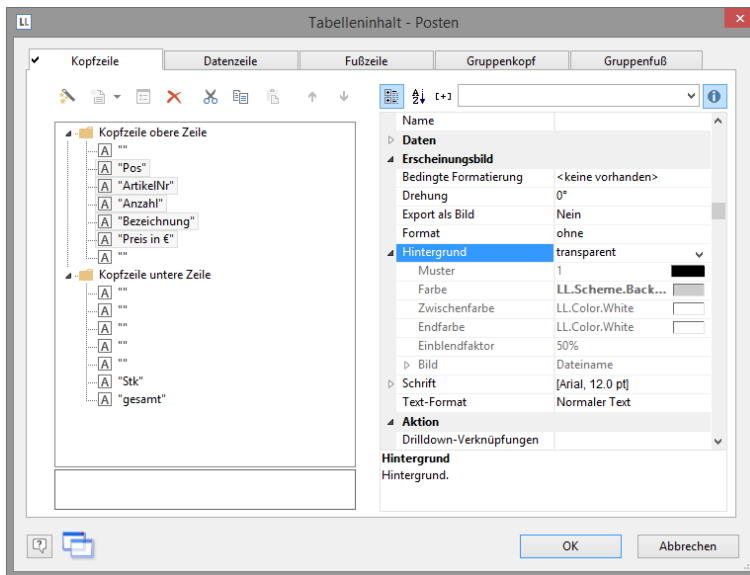 LL Tabelleninhalt - Posten ×
✔ Kopfzeile Datenzeile Fußzeile Gruppenkopf Gruppenfuß
Kopfzeile obere Zeile
A ""
A "Pos"
A "ArtikelNr"
A "Anzahl"
A "Bezeichnung"
A "Preis in €"
A ""
Kopfzeile untere Zeile
A ""
A ""
A ""
A ""
A ""
A "Stk"
A "gesamt"
A Z [+] i
Name
Daten
Erscheinungsbild
Bedingte Formatierung <keine vorhanden>
Drehung 0°
Export als Bild Nein
Format ohne
Hintergrund transparent
Muster 1
Farbe LL.Scheme.Back...
Zwischenfarbe LL.Color.White
Endfarbe LL.Color.White
Einblendfaktor 50%
Bild Dateiname
Schrift [Arial, 12.0 pt]
Text-Format Normaler Text
Aktion
Drilldown-Verknüpfungen
Hintergrund
Hintergrund.
? OK Abbrechen